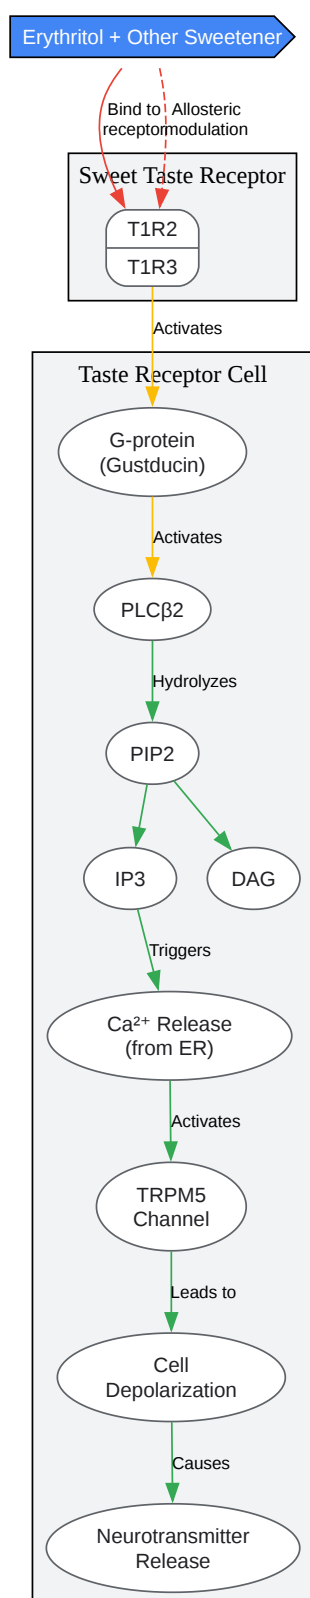 Erythritol + Other Sweetener
Bind to
receptor
Allosteric
modulation
Sweet Taste Receptor
T1R2
T1R3
Activates
Taste Receptor Cell
G-protein
(Gustducin)
Activates
PLCβ2
Hydrolyzes
PIP2
IP3
DAG
Triggers
Ca²⁺ Release
(from ER)
Activates
TRPM5
Channel
Leads to
Cell
Depolarization
Causes
Neurotransmitter
Release